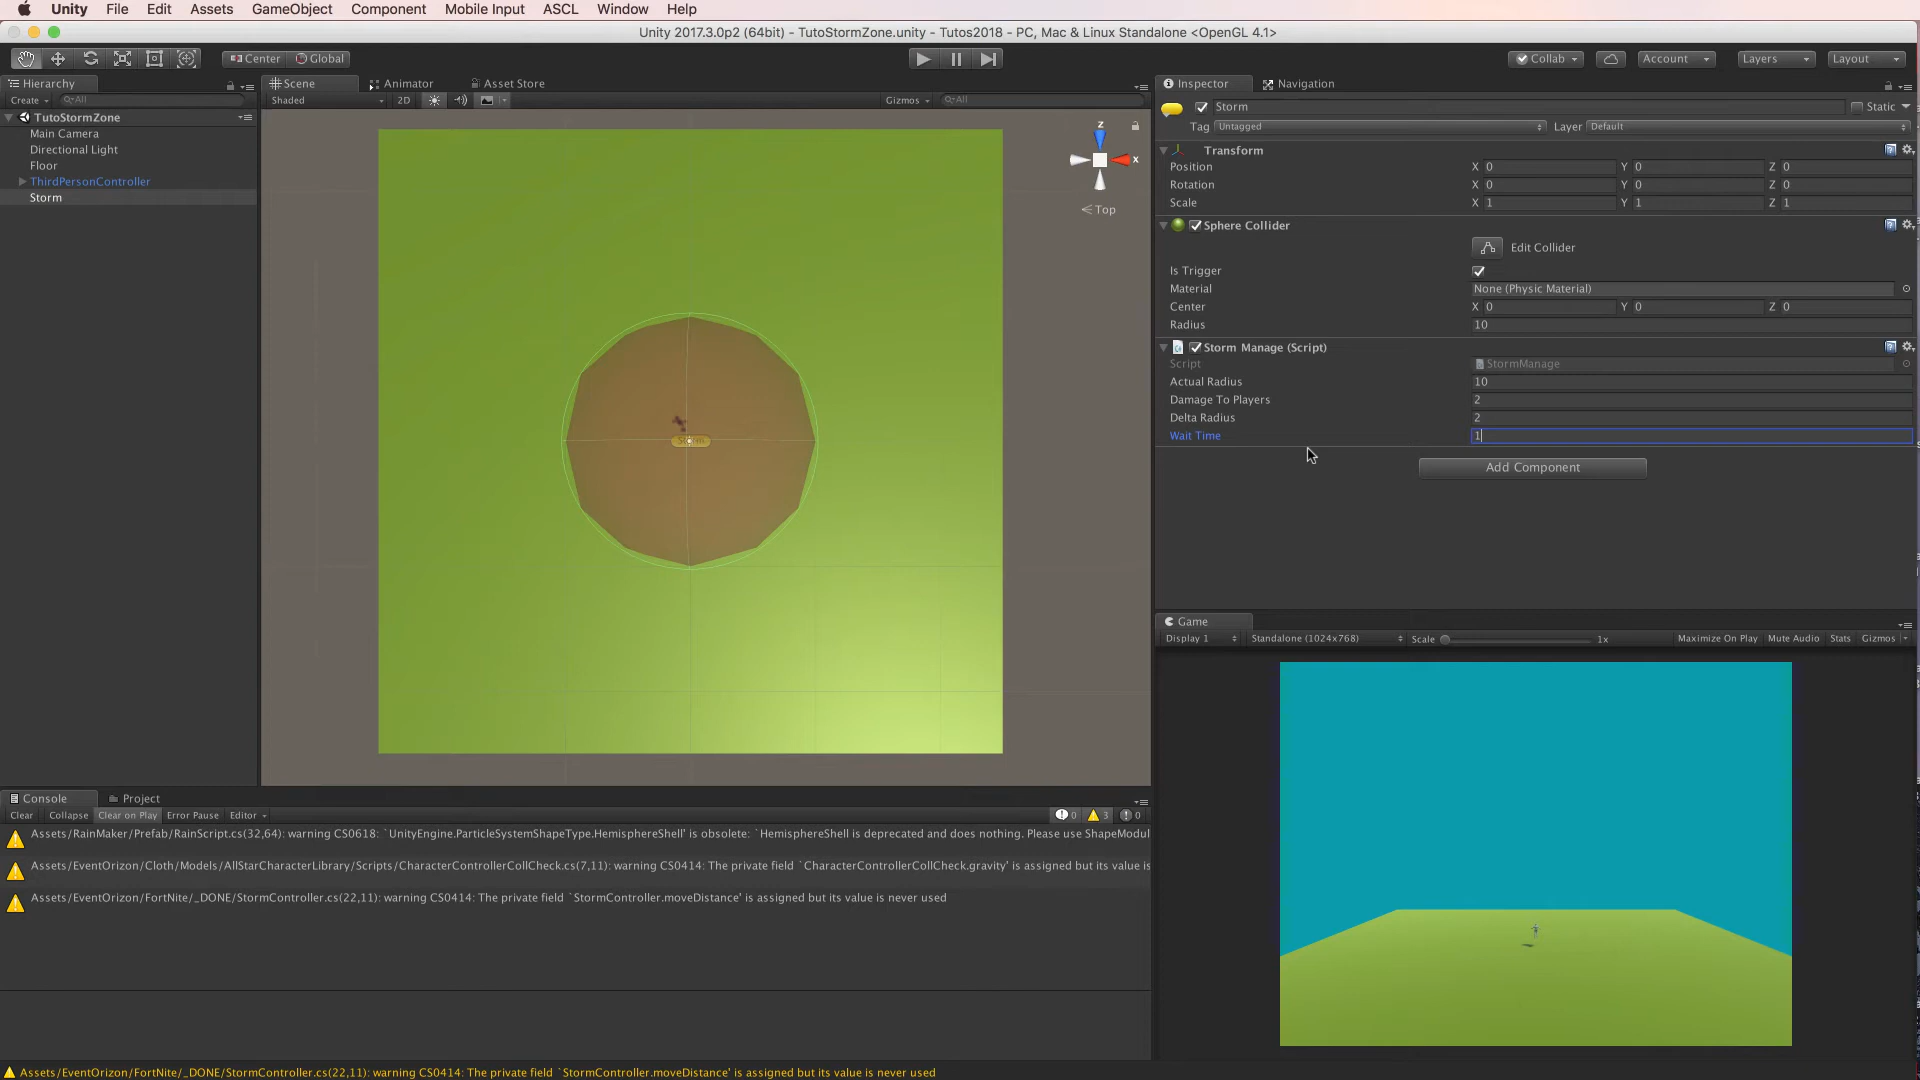 Unity File Edit Assets GameObject Component Mobile Input ASCL Window Help
Unity 2017.3.0p2 (64bit) - TutoStormZone.unity - Tutos2018 - PC, Mac & Linux Standalone <OpenGL 4.1>
Center Global
Collab Account Layers Layout
Hierarchy
Create All
TutoStormZone
Main Camera
Directional Light
Floor
ThirdPersonController
Storm
Scene Animator Asset Store
Shaded 2D Gizmos All
z
x
Top
Inspector Navigation
Storm Static
Tag Untagged Layer Default
Transform
Position X 0 Y 0 Z 0
Rotation X 0 Y 0 Z 0
Scale X 1 Y 1 Z 1
Sphere Collider
Edit Collider
Is Trigger
Material None (Physic Material)
Center X 0 Y 0 Z 0
Radius 10
Storm Manage (Script)
Script StormManage
Actual Radius 10
Damage To Players 2
Delta Radius 2
Wait Time 1
Add Component
Game
Display 1 Standalone (1024x768) Scale 1x Maximize On Play Mute Audio Stats Gizmos
Console Project
Clear Collapse Clear on Play Error Pause Editor 0 3 0
Assets/RainMaker/Prefab/RainScript.cs(32,64): warning CS0618: `UnityEngine.ParticleSystemShapeType.HemisphereShell' is obsolete: `HemisphereShell is deprecated and does nothing. Please use ShapeModul
Assets/EventOrizon/Cloth/Models/AllStarCharacterLibrary/Scripts/CharacterControllerCollCheck.cs(7,11): warning CS0414: The private field `CharacterControllerCollCheck.gravity' is assigned but its value is
Assets/EventOrizon/FortNite/_DONE/StormController.cs(22,11): warning CS0414: The private field `StormController.moveDistance' is assigned but its value is never used
Assets/EventOrizon/FortNite/_DONE/StormController.cs(22,11): warning CS0414: The private field `StormController.moveDistance' is assigned but its value is never used